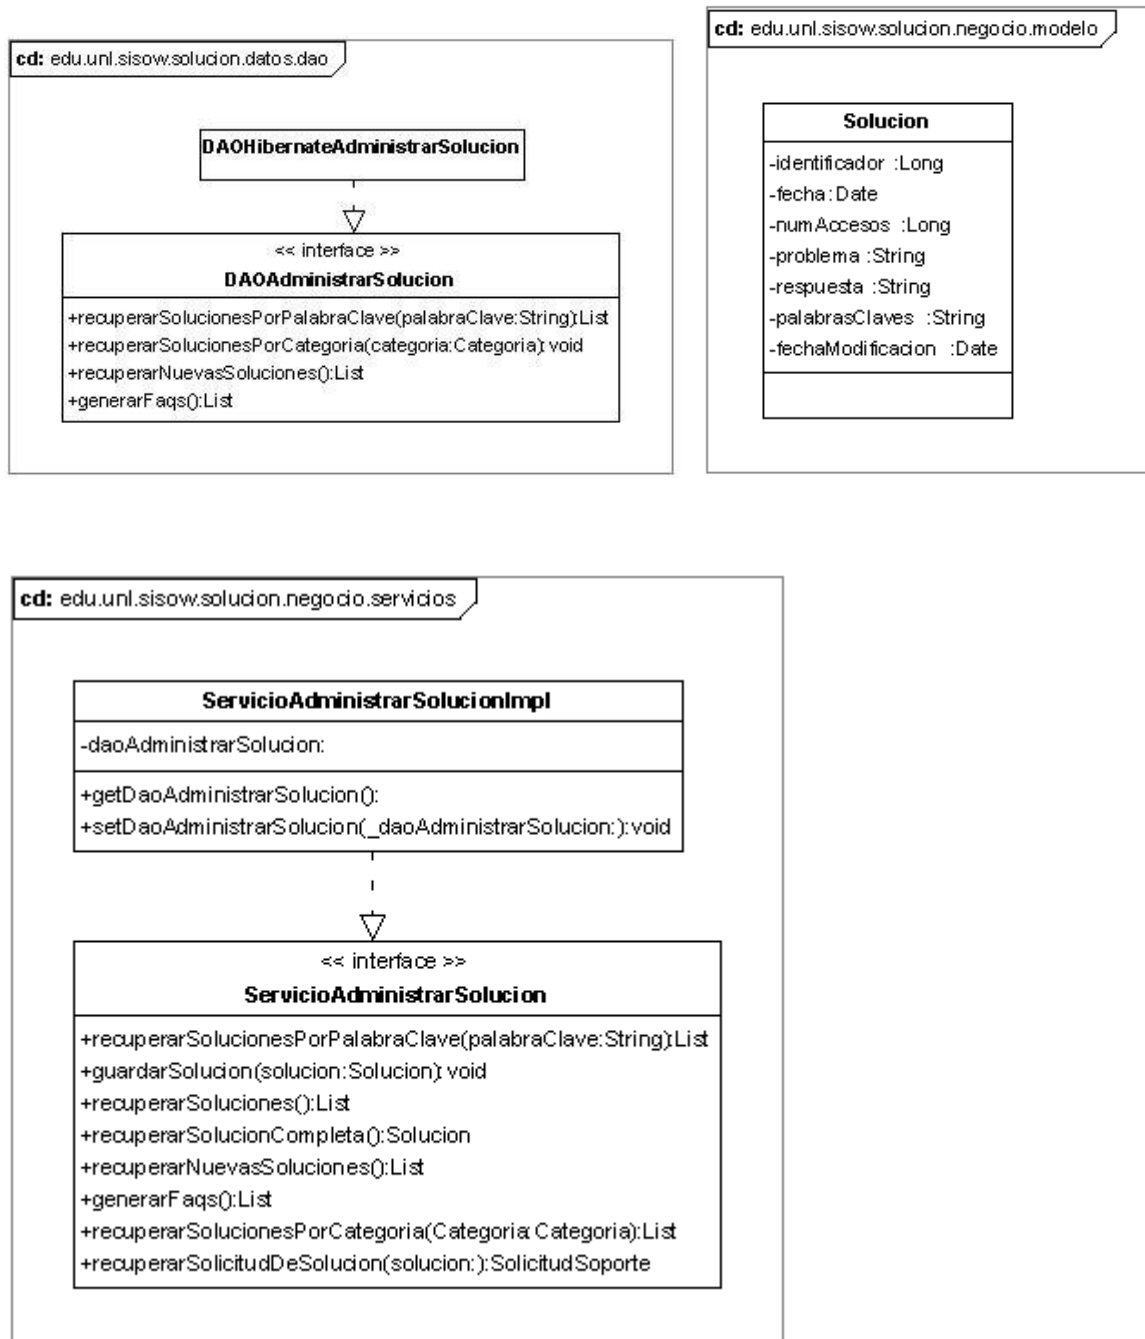 cd: edu.unl.sisow.solucion.datos.dao
DAOHibernateAdministrarSolucion
<< interface >>
DAOAdministrarSolucion
+recuperarSolucionesPorPalabraClave(palabraClave:String):List
+recuperarSolucionesPorCategoria(categoria:Categoria): void
+recuperarNuevasSoluciones():List
+generarFaqs():List
cd: edu.unl.sisow.solucion.negocio.modelo
Solucion
-identificador :Long
-fecha:Date
-numAccesos :Long
-problema :String
-respuesta :String
-palabrasClaves :String
-fechaModificacion :Date
cd: edu.unl.sisow.solucion.negocio.servicios
ServicioAdministrarSolucionImpl
-daoAdministrarSolucion:
+getDaoAdministrarSolucion():
+setDaoAdministrarSolucion(_daoAdministrarSolucion:):void
<< interface >>
ServicioAdministrarSolucion
+recuperarSolucionesPorPalabraClave(palabraClave:String):List
+guardarSolucion(solucion:Solucion): void
+recuperarSoluciones():List
+recuperarSolucionCompleta():Solucion
+recuperarNuevasSoluciones():List
+generarFaqs():List
+recuperarSolucionesPorCategoria(Categoria:Categoria):List
+recuperarSolicitudDeSolucion(solucion:):SolicitudSoporte